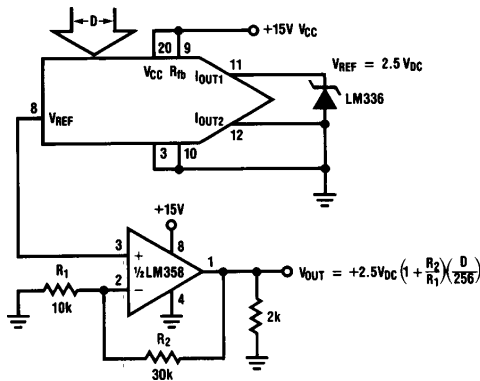 D
+15V VCC
20 9
VCC Rfb
IOUT1
11
VREF = 2.5 VDC
LM336
8
VREF
IOUT2
12
3 10
+15V
3
+
8
½ LM358
1
VOUT = +2.5VDC (1 + R2/R1) (D/256)
R1
2
−
4
10k
R2
2k
30k